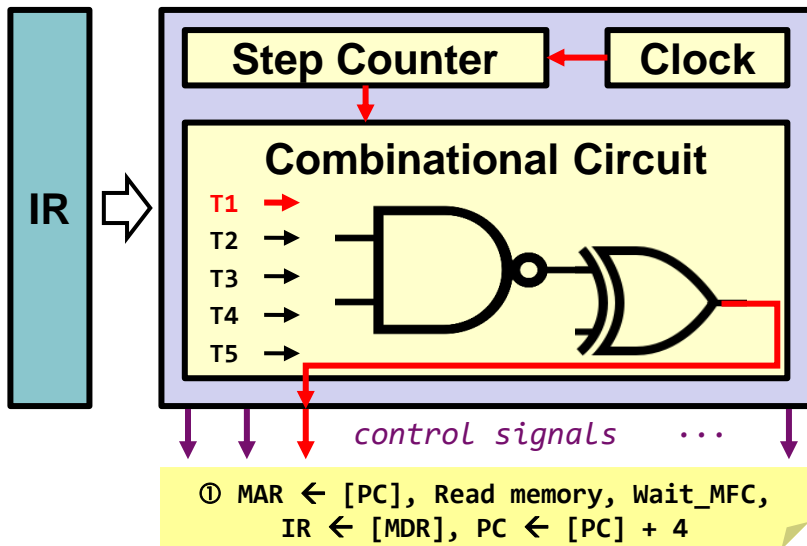 Step Counter
Clock
IR
Combinational Circuit
T1
T2
T3
T4
T5
control signals ...
① MAR ← [PC], Read memory, Wait_MFC,
IR ← [MDR], PC ← [PC] + 4